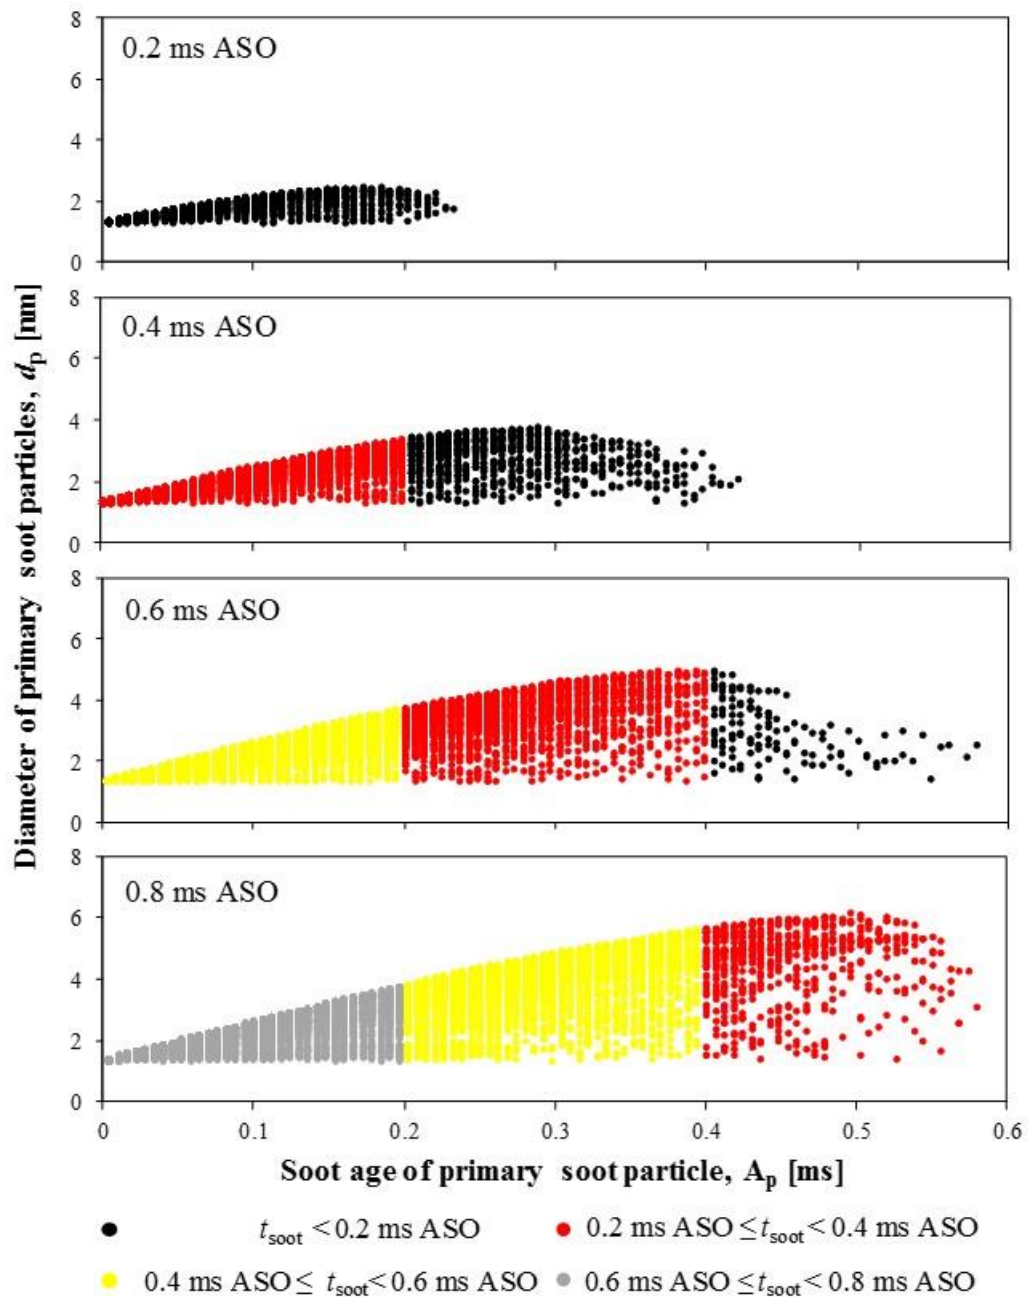 8
0.2 ms ASO
6
4
2
0
8
0.4 ms ASO
6
4
2
0
8
0.6 ms ASO
6
4
2
0
8
0.8 ms ASO
6
4
2
0
Diameter of primary soot particles, dp [nm]
0 0.1 0.2 0.3 0.4 0.5 0.6
Soot age of primary soot particle, Ap [ms]
tsoot < 0.2 ms ASO 0.2 ms ASO ≤ tsoot < 0.4 ms ASO
0.4 ms ASO ≤ tsoot < 0.6 ms ASO 0.6 ms ASO ≤ tsoot < 0.8 ms ASO